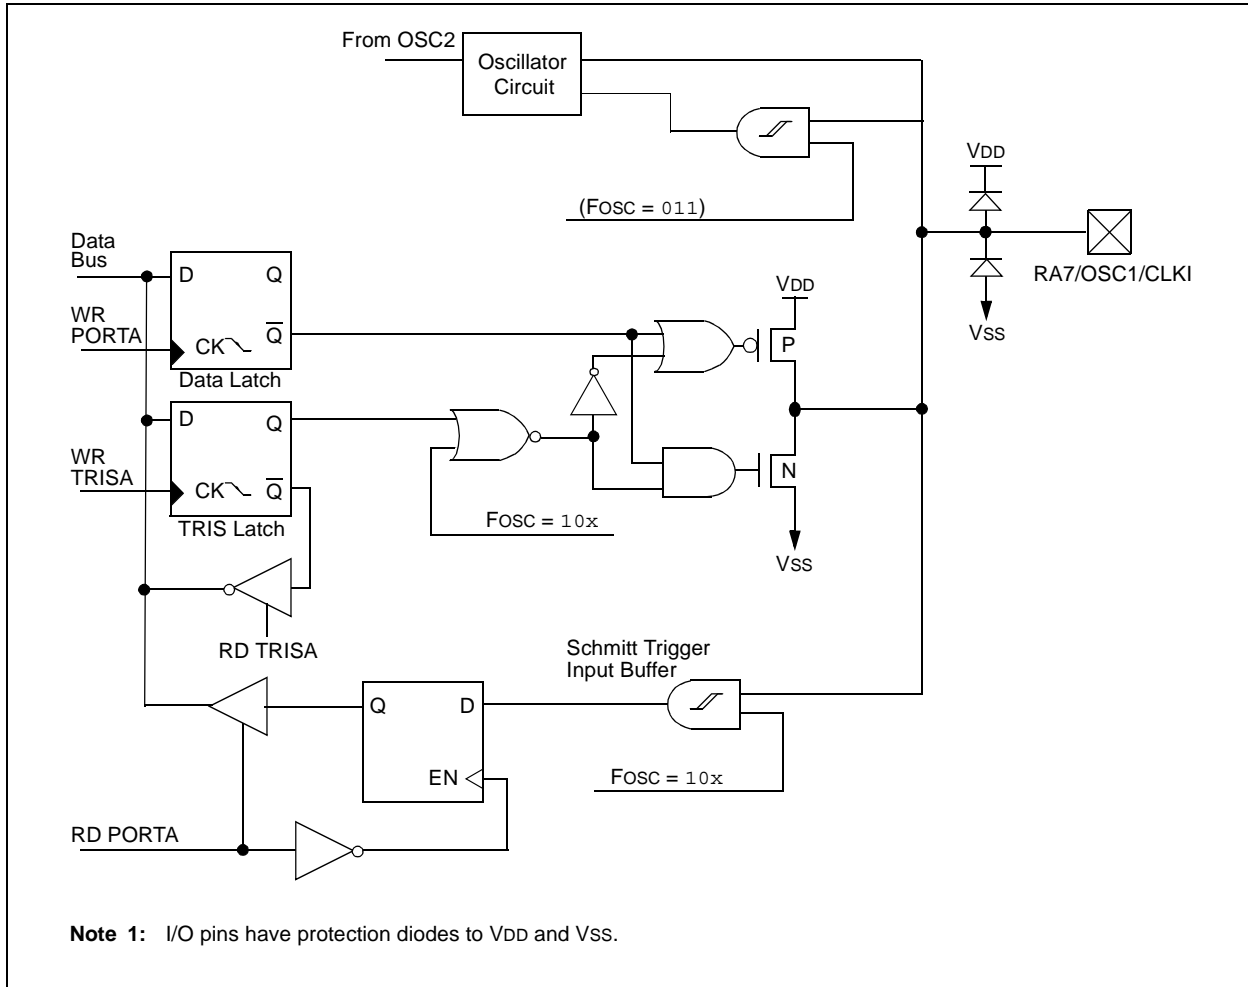 From OSC2
Oscillator
Circuit
(FOSC = 011)
VDD
RA7/OSC1/CLKI
VSS
Data
Bus
D
Q
WR
PORTA
CK
Q
Data Latch
VDD
P
D
Q
WR
TRISA
CK
Q
TRIS Latch
FOSC = 10x
N
VSS
RD TRISA
Schmitt Trigger
Input Buffer
Q
D
EN
FOSC = 10x
RD PORTA
Note 1: I/O pins have protection diodes to VDD and VSS.